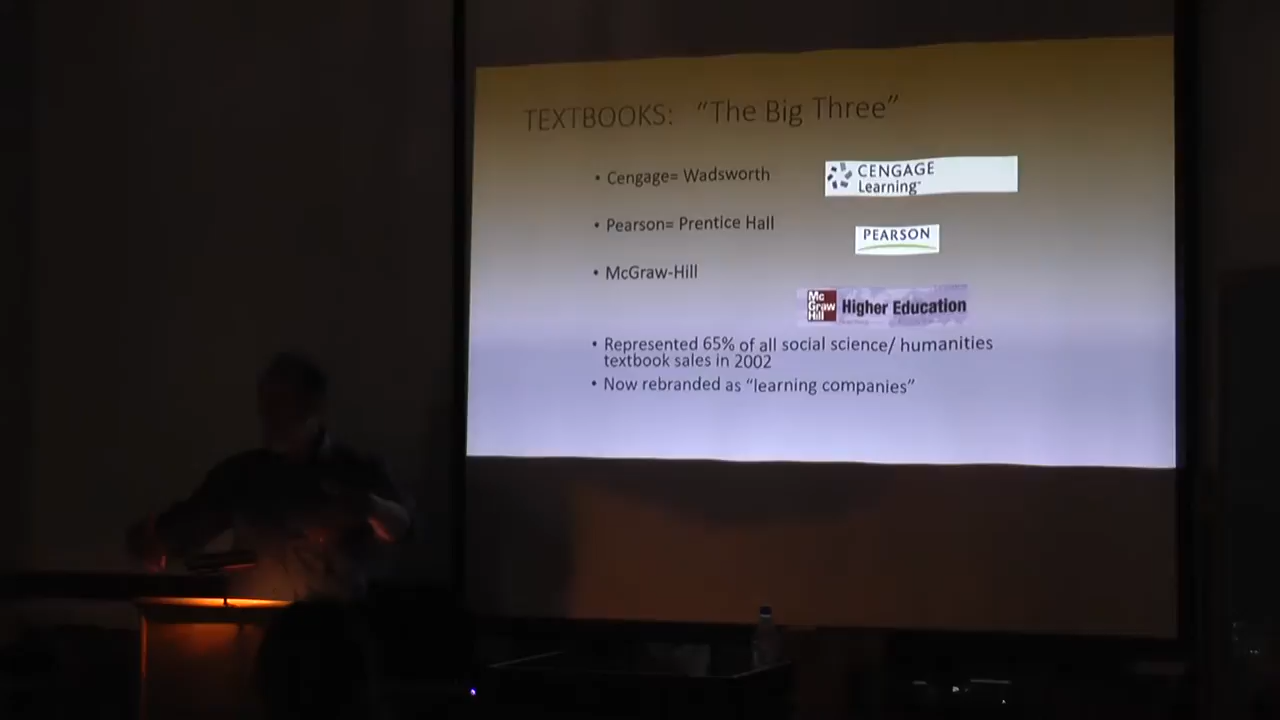 TEXTBOOKS: “The Big Three”
• Cengage= Wadsworth
CENGAGE
Learning™
• Pearson= Prentice Hall
PEARSON
• McGraw-Hill
Mc
Graw
Hill
Higher Education
• Represented 65% of all social science/ humanities
textbook sales in 2002
• Now rebranded as “learning companies”